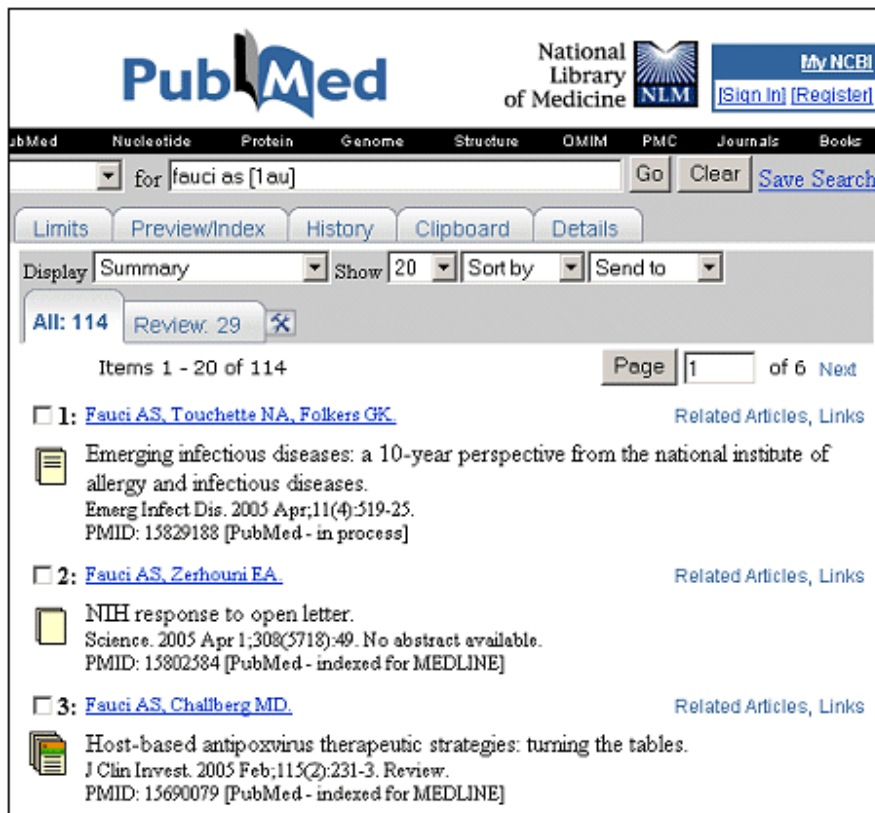 PubMed
National
Library
of Medicine
NLM
My NCBI
[Sign In] [Register]
ubMed Nucleotide Protein Genome Structure OMIM PMC Journals Books
for fauci as [1au] Go Clear Save Search
Limits Preview/Index History Clipboard Details
Display Summary Show 20 Sort by Send to
All: 114 Review: 29
Items 1 - 20 of 114 Page 1 of 6 Next
1: Fauci AS, Touchette NA, Folkers GK. Related Articles, Links
Emerging infectious diseases: a 10-year perspective from the national institute of
allergy and infectious diseases.
Emerg Infect Dis. 2005 Apr;11(4):519-25.
PMID: 15829188 [PubMed - in process]
2: Fauci AS, Zerhouni EA. Related Articles, Links
NIH response to open letter.
Science. 2005 Apr 1;308(5718):49. No abstract available.
PMID: 15802584 [PubMed - indexed for MEDLINE]
3: Fauci AS, Challberg MD. Related Articles, Links
Host-based antipoxvirus therapeutic strategies: turning the tables.
J Clin Invest. 2005 Feb;115(2):231-3. Review.
PMID: 15690079 [PubMed - indexed for MEDLINE]